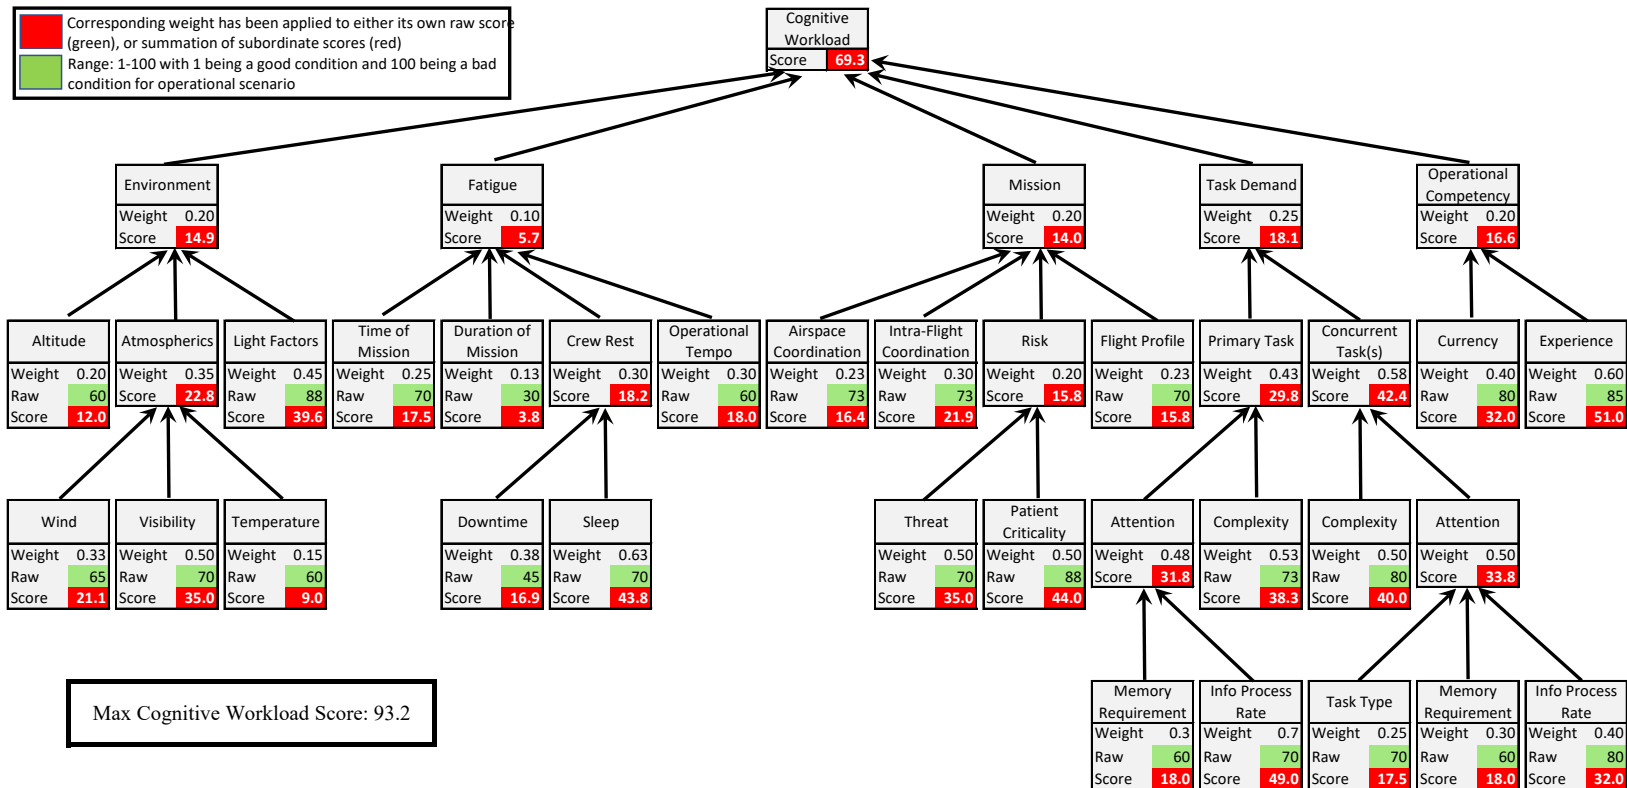 Corresponding weight has been applied to either its own raw score
(green), or summation of subordinate scores (red)
Range: 1-100 with 1 being a good condition and 100 being a bad
condition for operational scenario
Cognitive
Workload
Score 69.3
Environment
Weight 0.20
Score 14.9
Fatigue
Weight 0.10
Score 5.7
Mission
Weight 0.20
Score 14.0
Task Demand
Weight 0.25
Score 18.1
Operational
Competency
Weight 0.20
Score 16.6
Altitude
Weight 0.20
Raw 60
Score 12.0
Atmospherics
Weight 0.35
Score 22.8
Light Factors
Weight 0.45
Raw 88
Score 39.6
Time of
Mission
Weight 0.25
Raw 70
Score 17.5
Duration of
Mission
Weight 0.13
Raw 30
Score 3.8
Crew Rest
Weight 0.30
Score 18.2
Operational
Tempo
Weight 0.30
Raw 60
Score 18.0
Airspace
Coordination
Weight 0.23
Raw 73
Score 16.4
Intra-Flight
Coordination
Weight 0.30
Raw 73
Score 21.9
Risk
Weight 0.20
Score 15.8
Flight Profile
Weight 0.23
Raw 70
Score 15.8
Primary Task
Weight 0.43
Score 29.8
Concurrent
Task(s)
Weight 0.58
Score 42.4
Currency
Weight 0.40
Raw 80
Score 32.0
Experience
Weight 0.60
Raw 85
Score 51.0
Wind
Weight 0.33
Raw 65
Score 21.1
Visibility
Weight 0.50
Raw 70
Score 35.0
Temperature
Weight 0.15
Raw 60
Score 9.0
Downtime
Weight 0.38
Raw 45
Score 16.9
Sleep
Weight 0.63
Raw 70
Score 43.8
Threat
Weight 0.50
Raw 70
Score 35.0
Patient
Criticality
Weight 0.50
Raw 88
Score 44.0
Attention
Weight 0.48
Score 31.8
Complexity
Weight 0.53
Raw 73
Score 38.3
Complexity
Weight 0.50
Raw 80
Score 40.0
Attention
Weight 0.50
Score 33.8
Memory
Requirement
Weight 0.3
Raw 60
Score 18.0
Info Process
Rate
Weight 0.7
Raw 70
Score 49.0
Task Type
Weight 0.25
Raw 70
Score 17.5
Memory
Requirement
Weight 0.30
Raw 60
Score 18.0
Info Process
Rate
Weight 0.40
Raw 80
Score 32.0
Max Cognitive Workload Score: 93.2